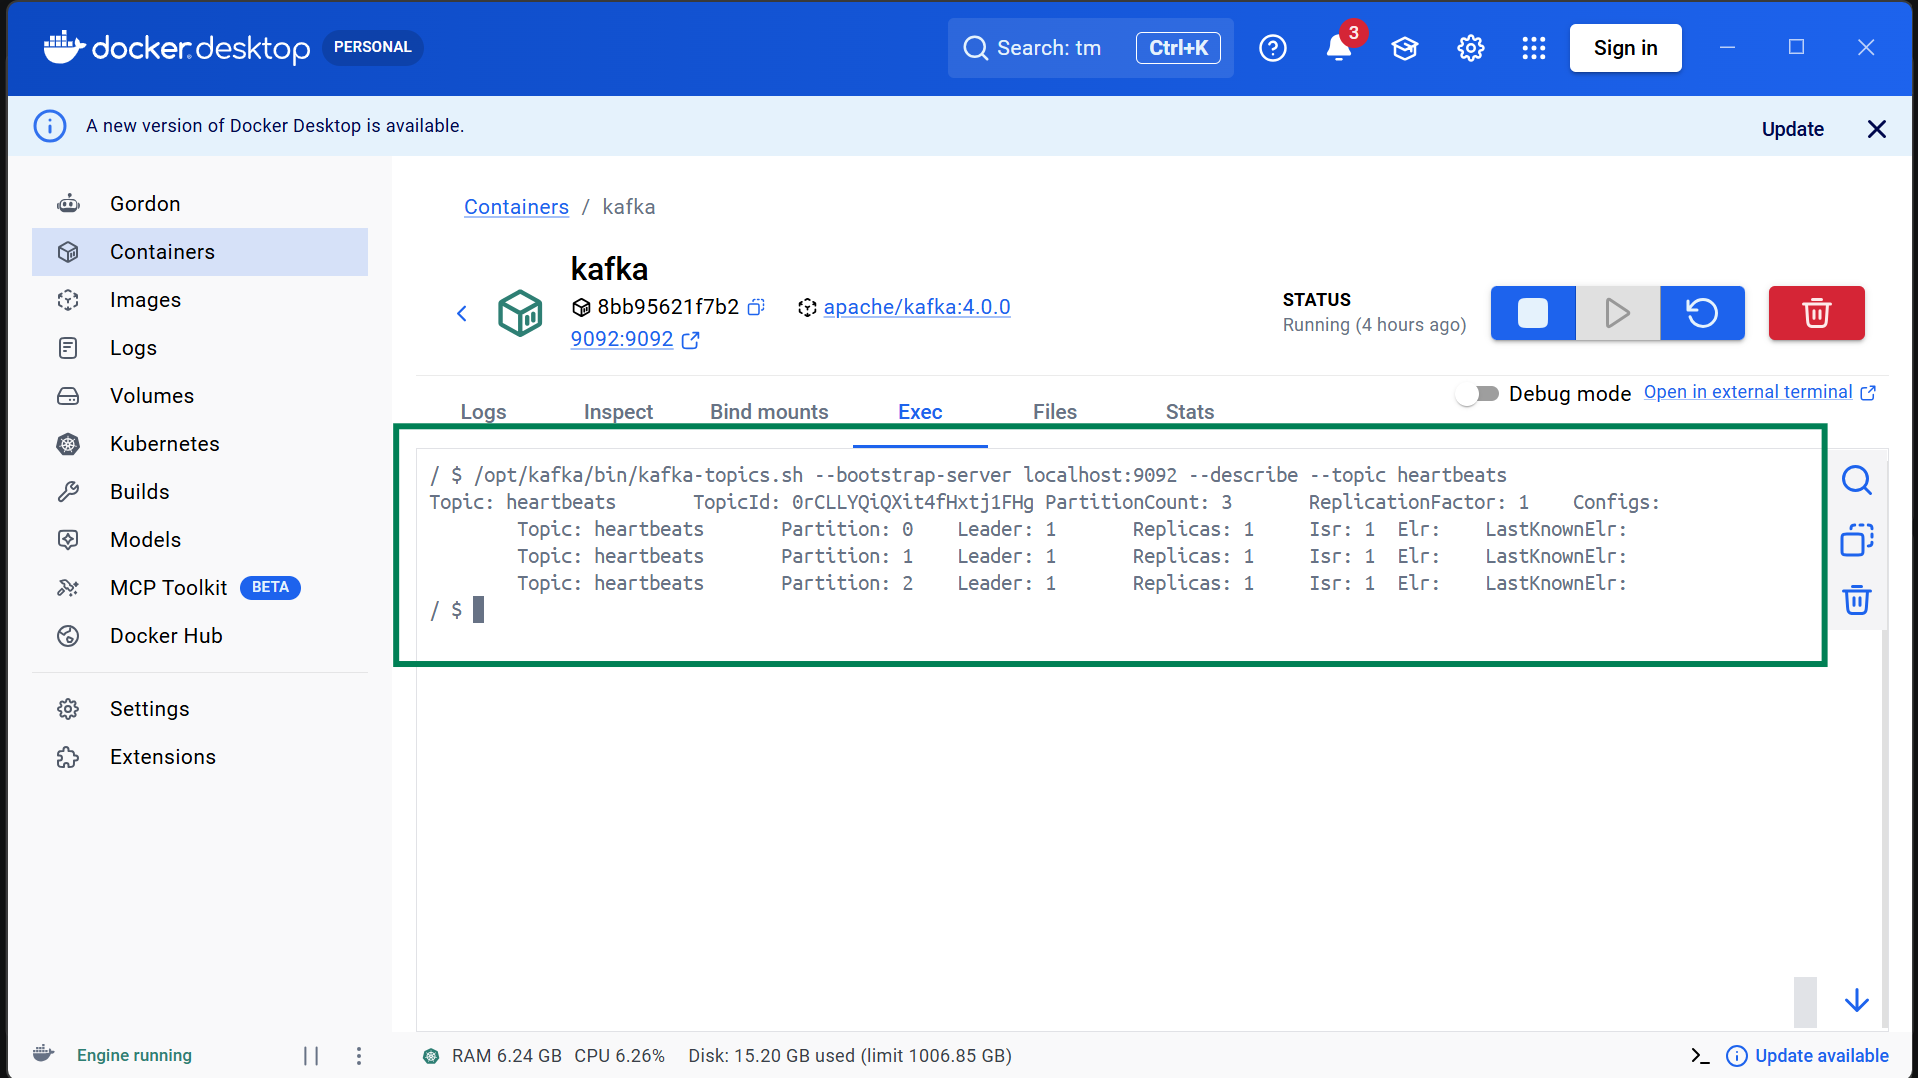 docker.desktop PERSONAL Search: tm Ctrl+K 3 Sign in
A new version of Docker Desktop is available. Update
Gordon
Containers
Images
Logs
Volumes
Kubernetes
Builds
Models
MCP Toolkit BETA
Docker Hub
Settings
Extensions
Containers / kafka
kafka
8bb95621f7b2 apache/kafka:4.0.0
9092:9092
STATUS
Running (4 hours ago)
Logs Inspect Bind mounts Exec Files Stats
Debug mode Open in external terminal
/ $ /opt/kafka/bin/kafka-topics.sh --bootstrap-server localhost:9092 --describe --topic heartbeats
Topic: heartbeats TopicId: 0rCLLYQiQXit4fHxtj1FHg PartitionCount: 3 ReplicationFactor: 1 Configs:
Topic: heartbeats Partition: 0 Leader: 1 Replicas: 1 Isr: 1 Elr: LastKnownElr:
Topic: heartbeats Partition: 1 Leader: 1 Replicas: 1 Isr: 1 Elr: LastKnownElr:
Topic: heartbeats Partition: 2 Leader: 1 Replicas: 1 Isr: 1 Elr: LastKnownElr:
/ $
Engine running RAM 6.24 GB CPU 6.26% Disk: 15.20 GB used (limit 1006.85 GB) Update available